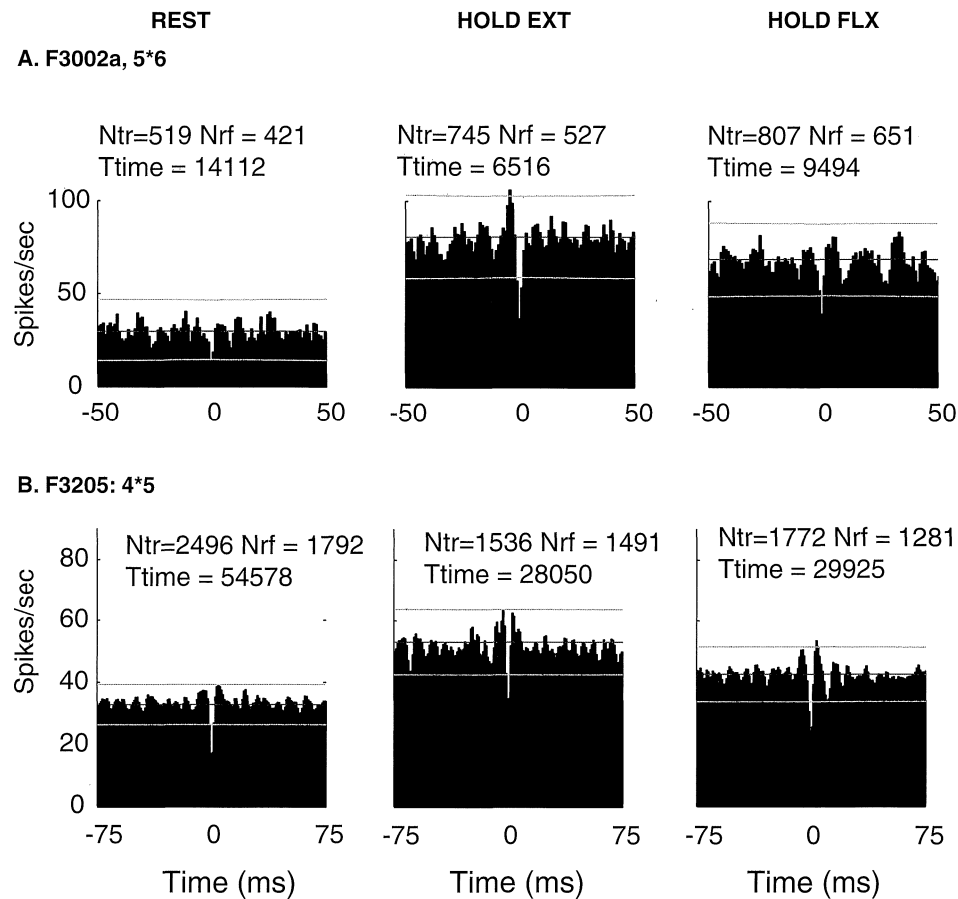 REST HOLD EXT HOLD FLX
A. F3002a, 5*6
Ntr=519 Nrf = 421 Ntr=745 Nrf = 527 Ntr=807 Nrf = 651
Ttime = 14112 Ttime = 6516 Ttime = 9494
100
50
0
Spikes/sec
-50 0 50 -50 0 50 -50 0 50
B. F3205: 4*5
Ntr=2496 Nrf = 1792 Ntr=1536 Nrf = 1491 Ntr=1772 Nrf = 1281
Ttime = 54578 Ttime = 28050 Ttime = 29925
80
60
40
20
0
Spikes/sec
-75 0 75 -75 0 75 -75 0 75
Time (ms) Time (ms) Time (ms)